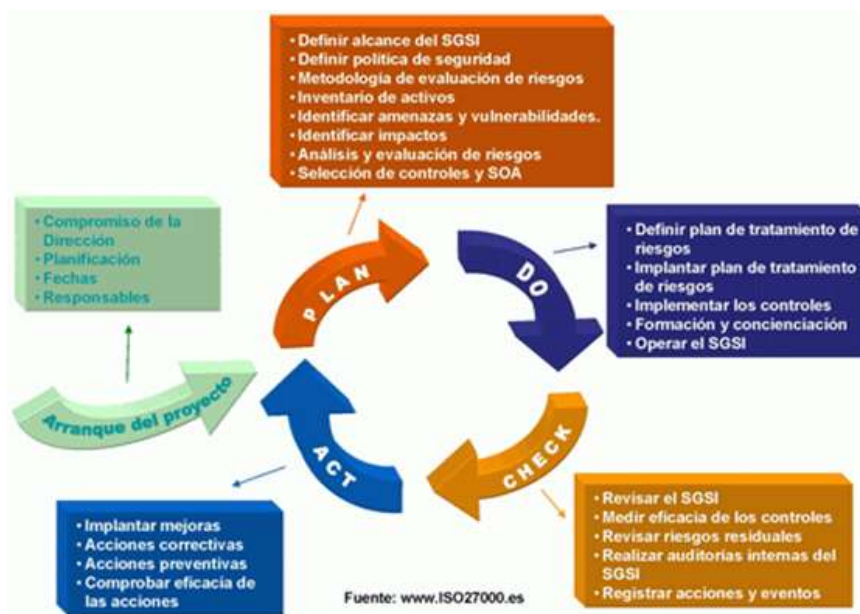 • Definir alcance del SGSI
• Definir política de seguridad
• Metodología de evaluación de riesgos
• Inventario de activos
• Identificar amenazas y vulnerabilidades.
• Identificar impactos
• Análisis y evaluación de riesgos
• Selección de controles y SOA
• Compromiso de la
Dirección
• Planificación
• Fechas
• Responsables
Arranque del proyecto
PLAN
DO
• Definir plan de tratamiento de
riesgos
• Implantar plan de tratamiento
de riesgos
• Implementar los controles
• Formación y concienciación
• Operar el SGSI
CHECK
• Revisar el SGSI
• Medir eficacia de los controles
• Revisar riesgos residuales
• Realizar auditorías internas del
SGSI
• Registrar acciones y eventos
ACT
• Implantar mejoras
• Acciones correctivas
• Acciones preventivas
• Comprobar eficacia de
las acciones
Fuente: www.ISO27000.es